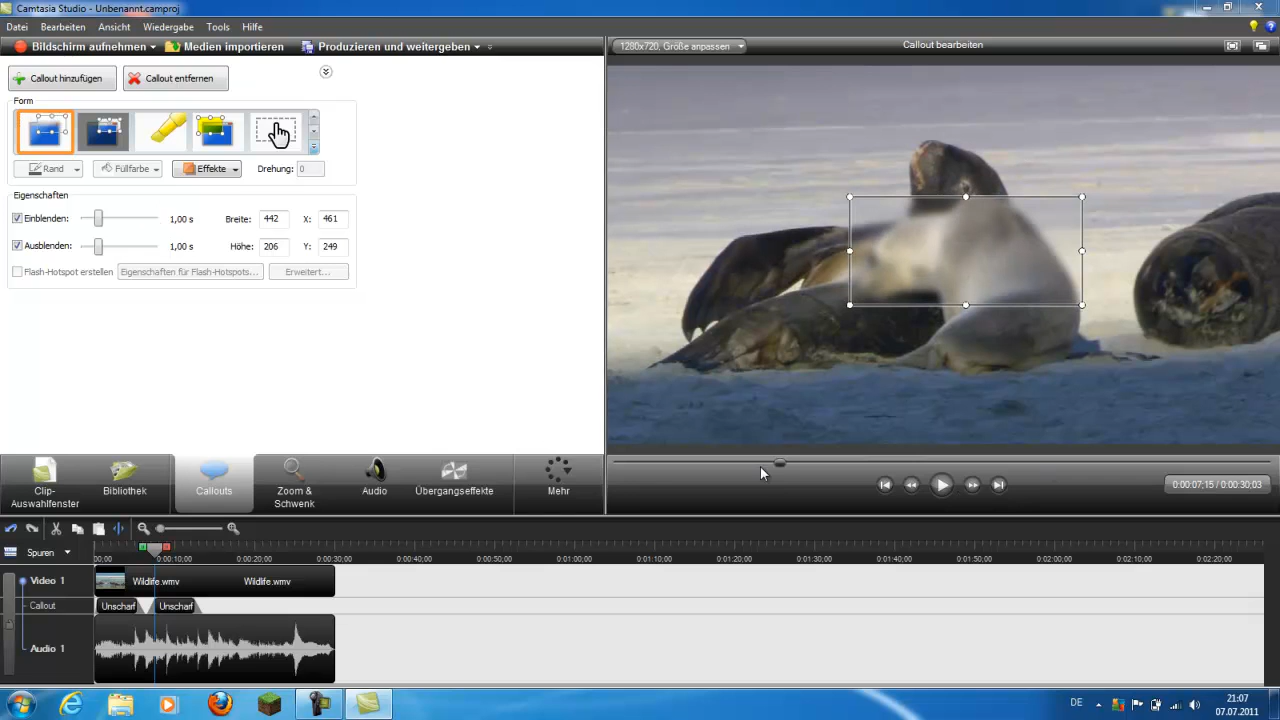 Camtasia Studio - Unbenannt.camproj
Datei Bearbeiten Ansicht Wiedergabe Tools Hilfe
Bildschirm aufnehmen Medien importieren Produzieren und weitergeben
1280x720, Größe anpassen Callout bearbeiten
Callout hinzufügen Callout entfernen
Form
Rand Füllfarbe Effekte Drehung: 0
Eigenschaften
Einblenden: 1,00 s Breite: 442 X: 461
Ausblenden: 1,00 s Höhe: 206 Y: 249
Flash-Hotspot erstellen Eigenschaften für Flash-Hotspots... Erweitert...
Clip-Auswahlfenster Bibliothek Callouts Zoom & Schwenk Audio Übergangseffekte Mehr
0:00:07,15 / 0:00:30,03
Spuren
00,00 0:00:10,00 0:00:20,00 0:00:30,00 0:00:40,00 0:00:50,00 0:01:00,00 0:01:10,00 0:01:20,00 0:01:30,00 0:01:40,00 0:01:50,00 0:02:00,00 0:02:10,00 0:02:20,00
Video 1 Wildlife.wmv Wildlife.wmv
Callout Unscharf Unscharf
Audio 1
DE 21:07
07.07.2011